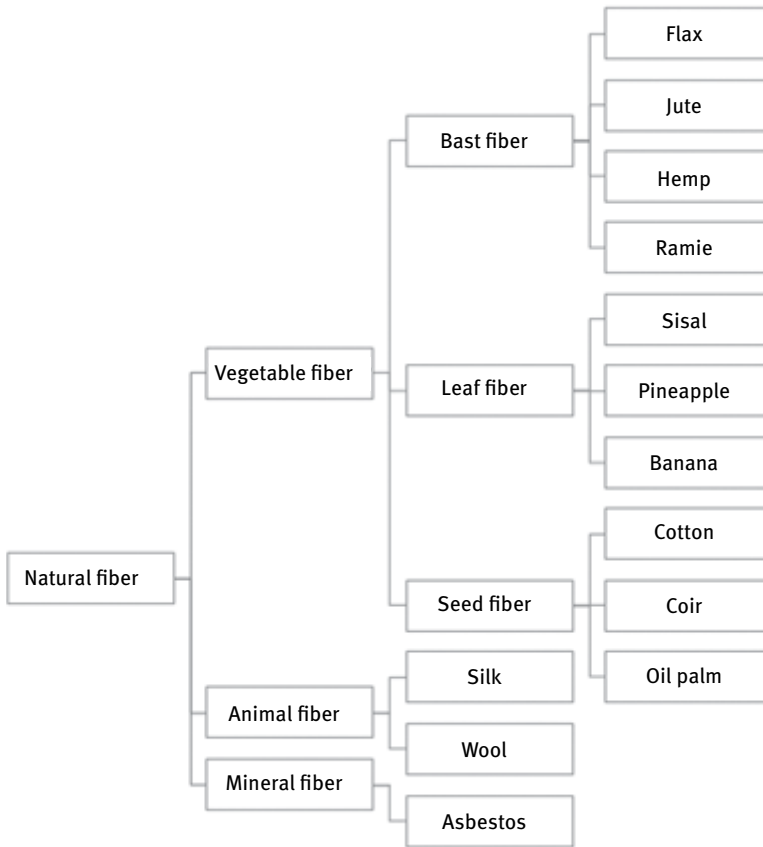 Flax
Jute
Bast fiber
Hemp
Ramie
Sisal
Vegetable fiber
Leaf fiber
Pineapple
Banana
Cotton
Natural fiber
Seed fiber
Coir
Oil palm
Silk
Animal fiber
Wool
Mineral fiber
Asbestos